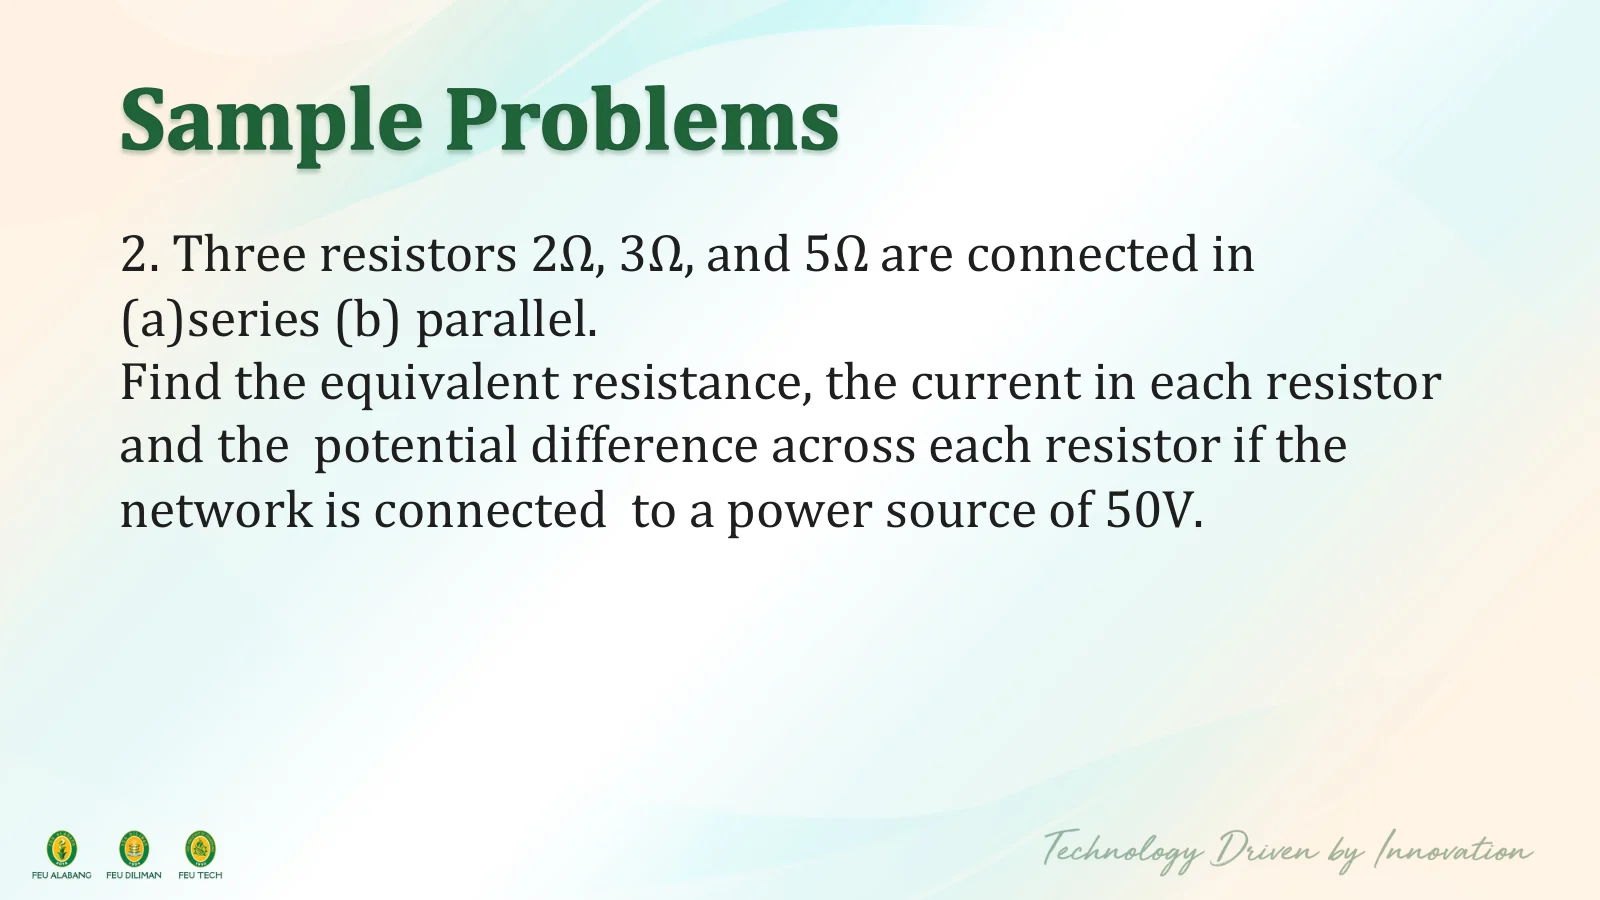 Sample Problems
2. Three resistors 2Ω, 3Ω, and 5Ω are connected in
(a)series (b) parallel.
Find the equivalent resistance, the current in each resistor
and the  potential difference across each resistor if the
network is connected  to a power source of 50V.
FEU ALABANG FEU DILIMAN FEU TECH
Technology Driven by Innovation